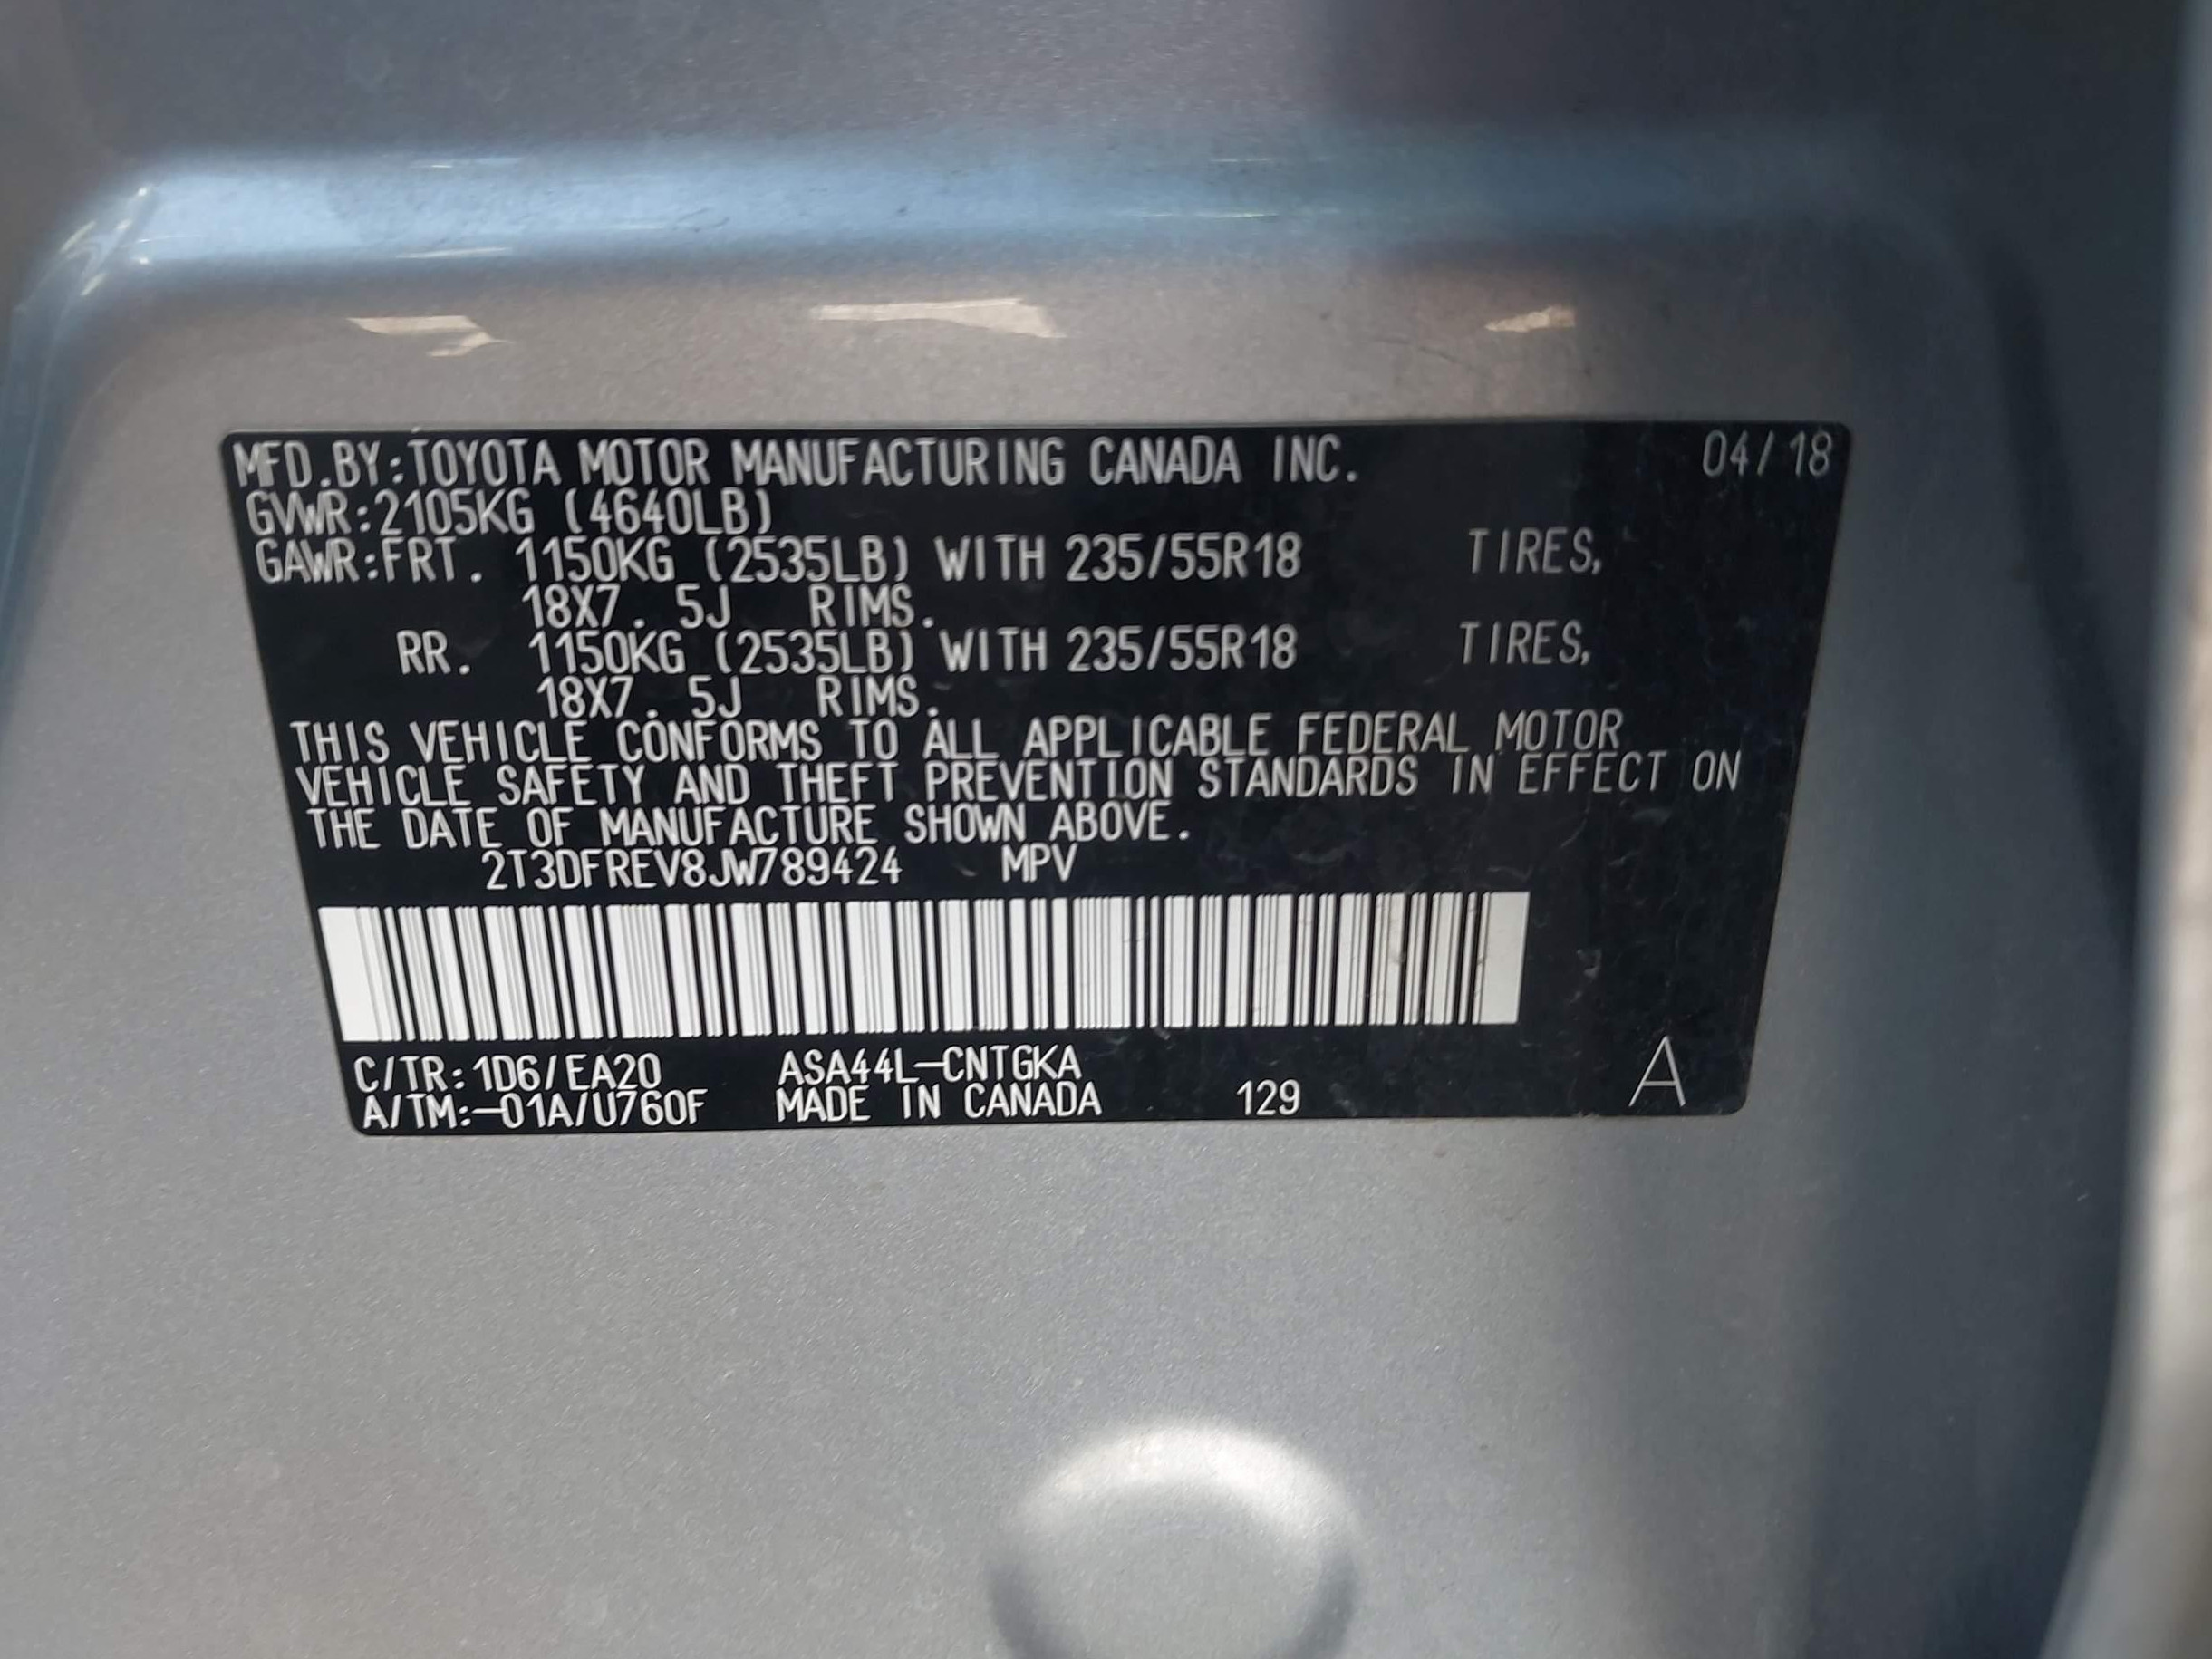 MFD.BY:TOYOTA MOTOR MANUFACTURING CANADA INC. 04/18
GVWR:2105KG (4640LB)
GAWR:FRT. 1150KG (2535LB) WITH 235/55R18 TIRES,
18X7.5J RIMS.
RR. 1150KG (2535LB) WITH 235/55R18 TIRES,
18X7.5J RIMS.
THIS VEHICLE CONFORMS TO ALL APPLICABLE FEDERAL MOTOR
VEHICLE SAFETY AND THEFT PREVENTION STANDARDS IN EFFECT ON
THE DATE OF MANUFACTURE SHOWN ABOVE.
2T3DFREV8JW789424 MPV
C/TR:1D6/EA20 ASA44L-CNTGKA
A/TM:-01A/U760F MADE IN CANADA 129 A